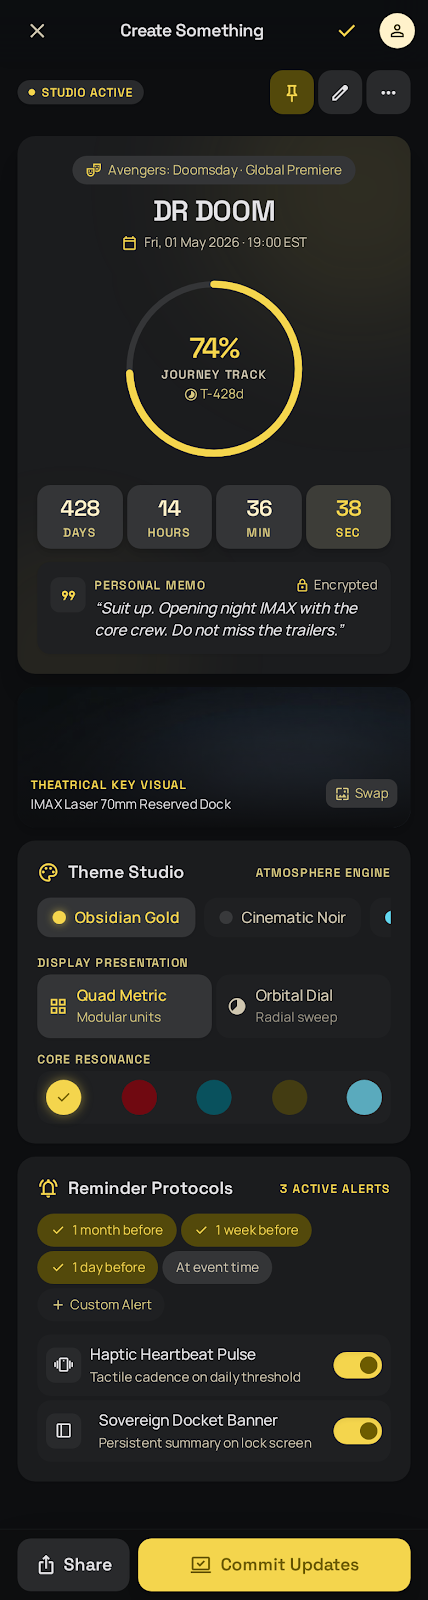 Create Something
STUDIO ACTIVE
Avengers: Doomsday · Global Premiere
DR DOOM
Fri, 01 May 2026 · 19:00 EST
74%
JOURNEY TRACK
T-428d
428 14 36 38
DAYS HOURS MIN SEC
PERSONAL MEMO Encrypted
“Suit up. Opening night IMAX with the
core crew. Do not miss the trailers.”
THEATRICAL KEY VISUAL
IMAX Laser 70mm Reserved Dock
Swap
Theme Studio ATMOSPHERE ENGINE
Obsidian Gold Cinematic Noir
DISPLAY PRESENTATION
Quad Metric Orbital Dial
Modular units Radial sweep
CORE RESONANCE
Reminder Protocols 3 ACTIVE ALERTS
1 month before 1 week before
1 day before At event time
+ Custom Alert
Haptic Heartbeat Pulse
Tactile cadence on daily threshold
Sovereign Docket Banner
Persistent summary on lock screen
Share Commit Updates